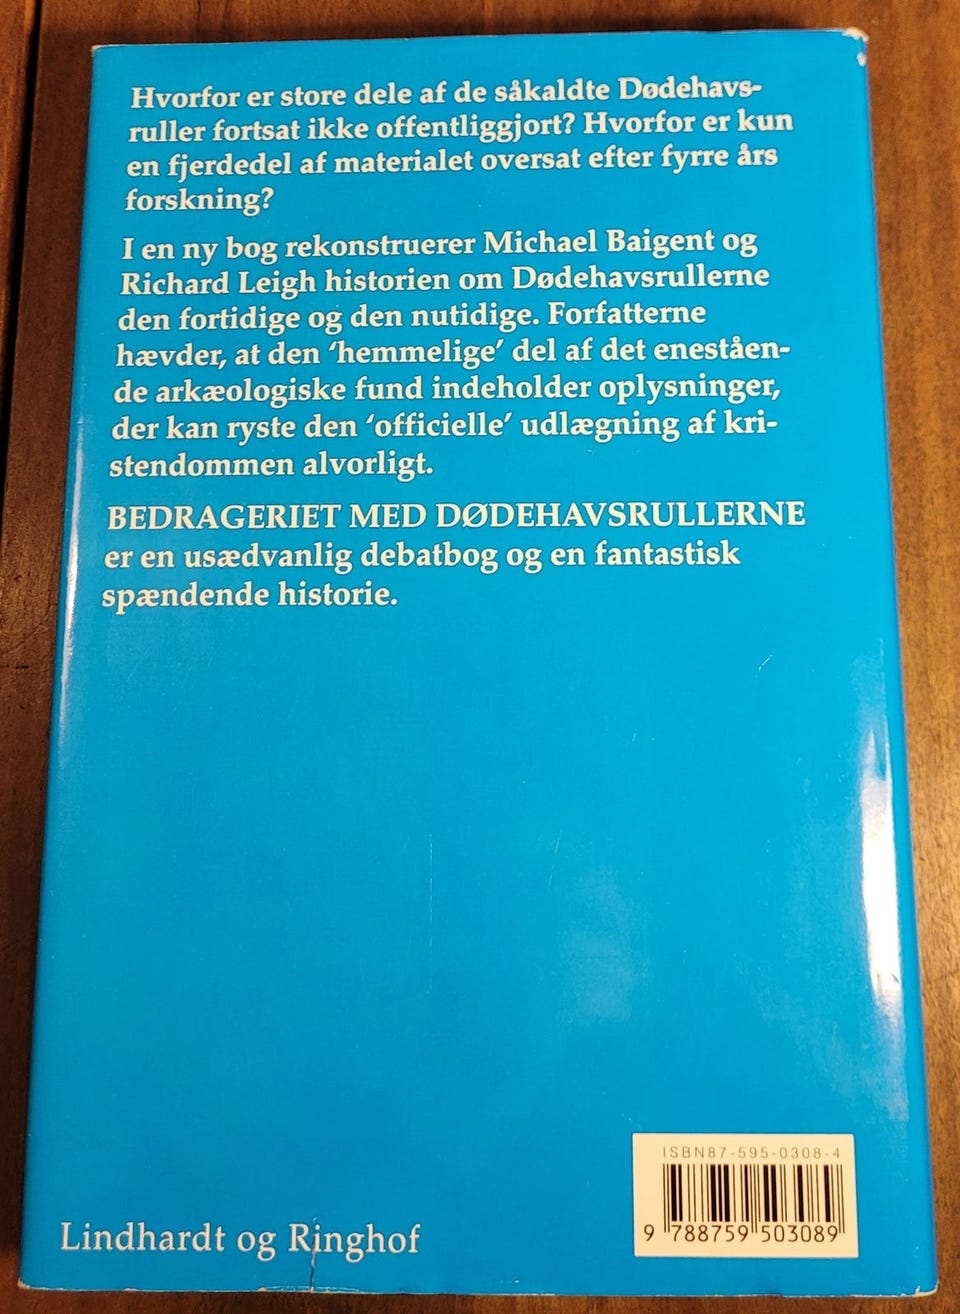 Hvorfor er store dele af de såkaldte Dødehavs-
ruller fortsat ikke offentliggjort? Hvorfor er kun
en fjerdedel af materialet oversat efter fyrre års
forskning?
I en ny bog rekonstruerer Michael Baigent og
Richard Leigh historien om Dødehavsrullerne
den fortidige og den nutidige. Forfatterne
hævder, at den ‘hemmelige’ del af det eneståen-
de arkæologiske fund indeholder oplysninger,
der kan ryste den ‘officielle’ udlægning af kri-
stendommen alvorligt.
BEDRAGERIET MED DØDEHAVSRULLERNE
er en usædvanlig debatbog og en fantastisk
spændende historie.
Lindhardt og Ringhof
ISBN87-595-0308-4
9 788759 503089